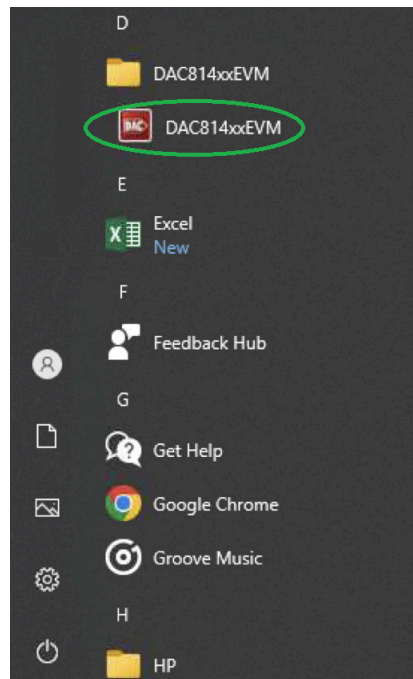 D
DAC814xxEVM
DAC DAC814xxEVM
E
Excel
New
F
Feedback Hub
G
Get Help
Google Chrome
Groove Music
H
HP